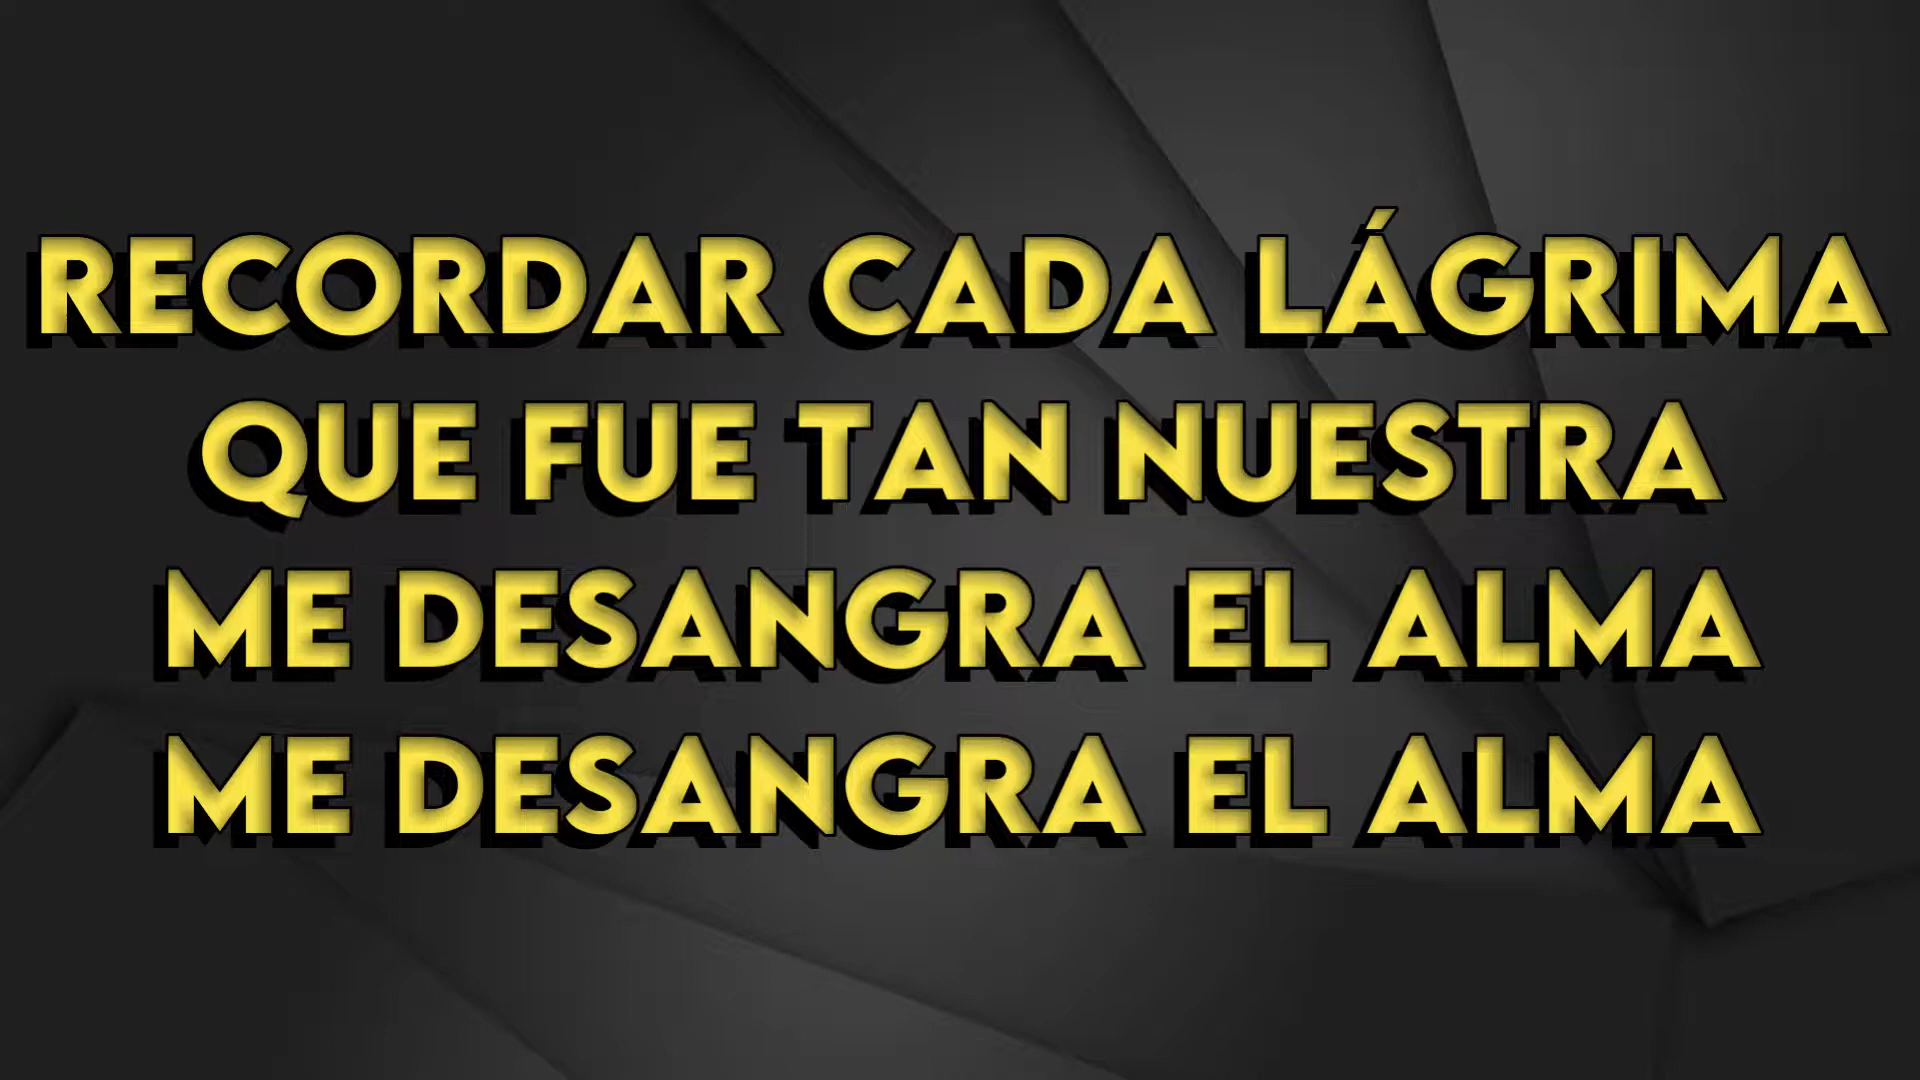 RECORDAR CADA LÁGRIMA
QUE FUE TAN NUESTRA
ME DESANGRA EL ALMA
ME DESANGRA EL ALMA